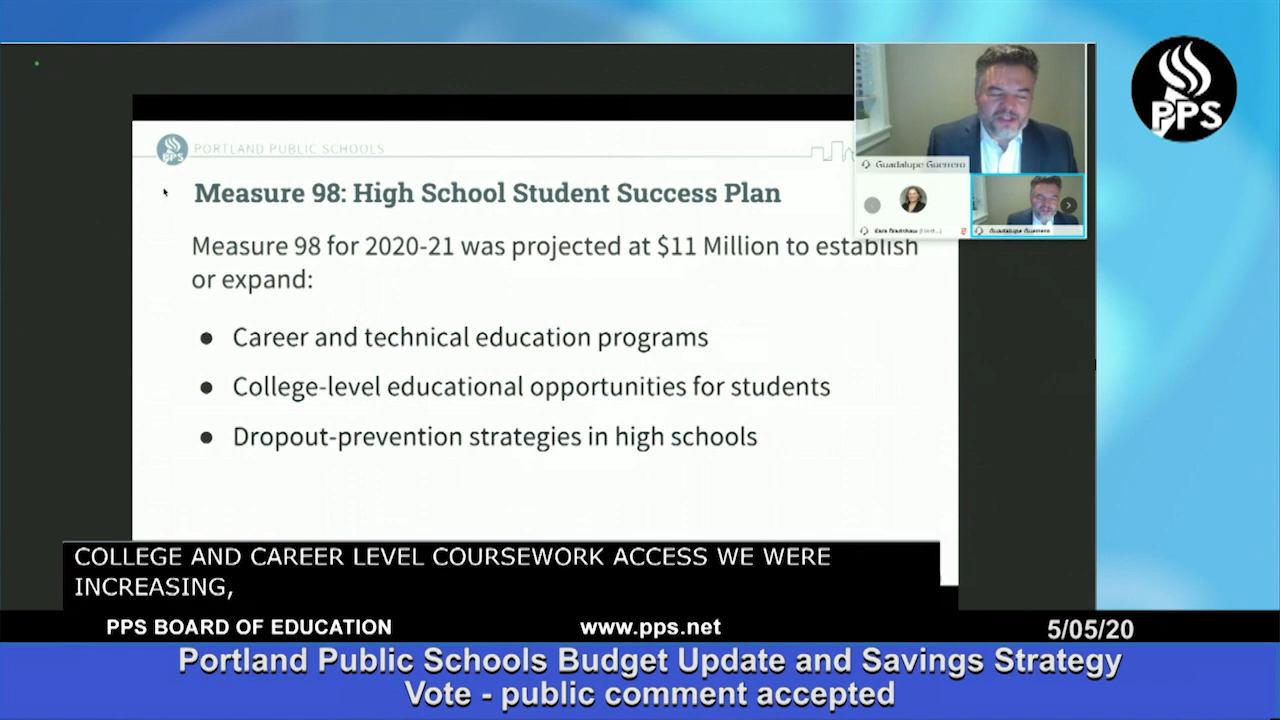 PPS
PPS
PORTLAND PUBLIC SCHOOLS
Guadalupe Guerrero
Guadalupe Guerrero
Measure 98: High School Student Success Plan
Measure 98 for 2020-21 was projected at $11 Million to establish
or expand:
● Career and technical education programs
● College-level educational opportunities for students
● Dropout-prevention strategies in high schools
COLLEGE AND CAREER LEVEL COURSEWORK ACCESS WE WERE
INCREASING,
PPS BOARD OF EDUCATION
www.pps.net
5/05/20
Portland Public Schools Budget Update and Savings Strategy
Vote - public comment accepted